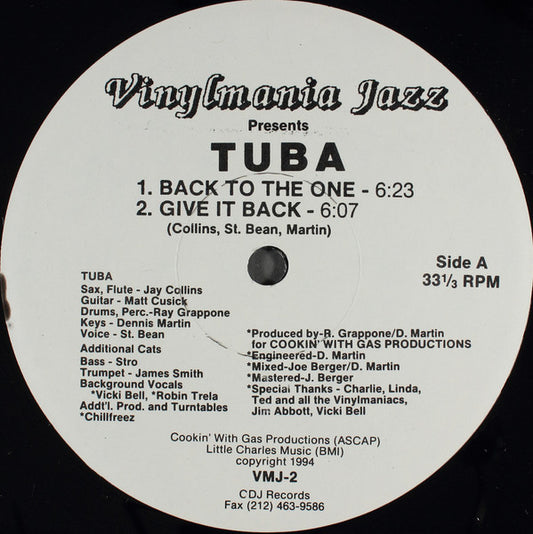 Vinylmania Jazz
Presents
TUBA
1. BACK TO THE ONE - 6:23
2. GIVE IT BACK - 6:07
(Collins, St. Bean, Martin)
Side A
33 1/3 RPM
TUBA
Sax, Flute - Jay Collins
Guitar - Matt Cusick
Drums, Perc.-Ray Grappone
Keys - Dennis Martin
Voice - St. Bean
Additional Cats
Bass - Stro
Trumpet - James Smith
Background Vocals
*Vicki Bell, *Robin Trela
Addt'l. Prod. and Turntables
*Chillfreez
*Produced by-R. Grappone/D. Martin
for COOKIN' WITH GAS PRODUCTIONS
*Engineered-D. Martin
*Mixed-Joe Berger/D. Martin
*Mastered-J. Berger
*Special Thanks - Charlie, Linda,
Ted and all the Vinylmaniacs,
Jim Abbott, Vicki Bell
Cookin' With Gas Productions (ASCAP)
Little Charles Music (BMI)
copyright 1994
VMJ-2
CDJ Records
Fax (212) 463-9586